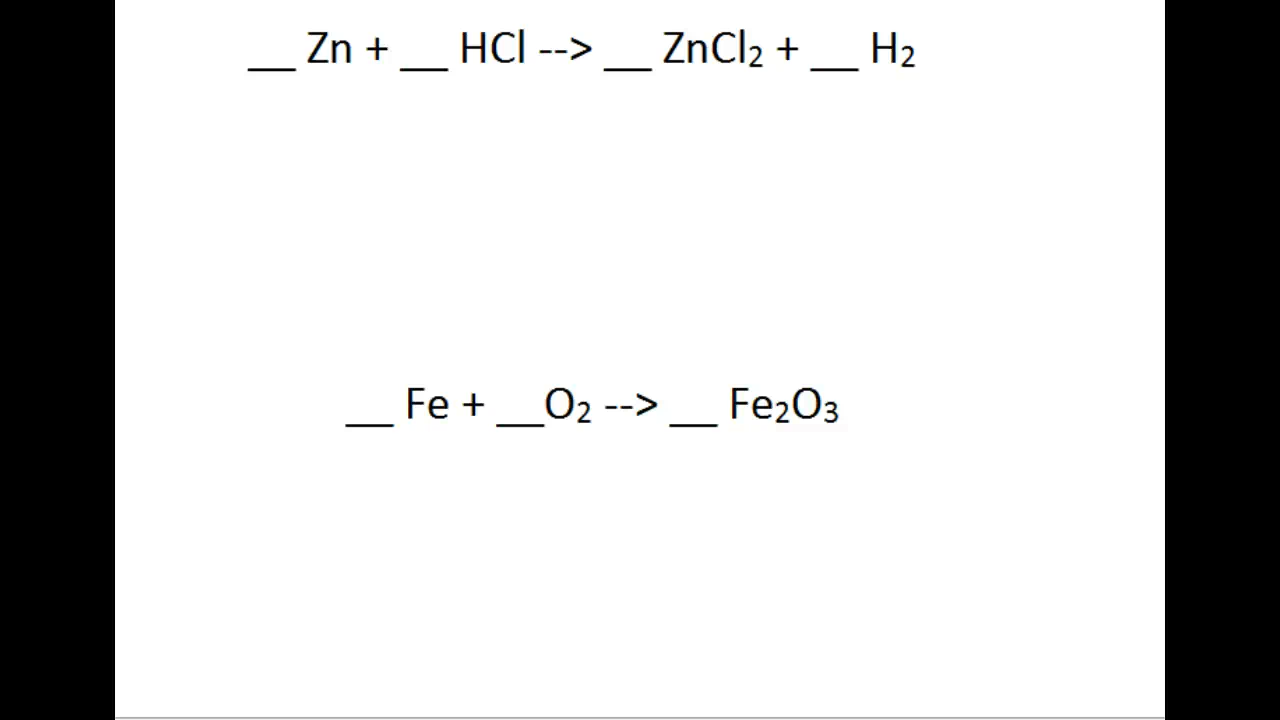 __ Zn + __ HCl --> __ ZnCl₂ + __ H₂
__ Fe + __O₂ --> __ Fe₂O₃